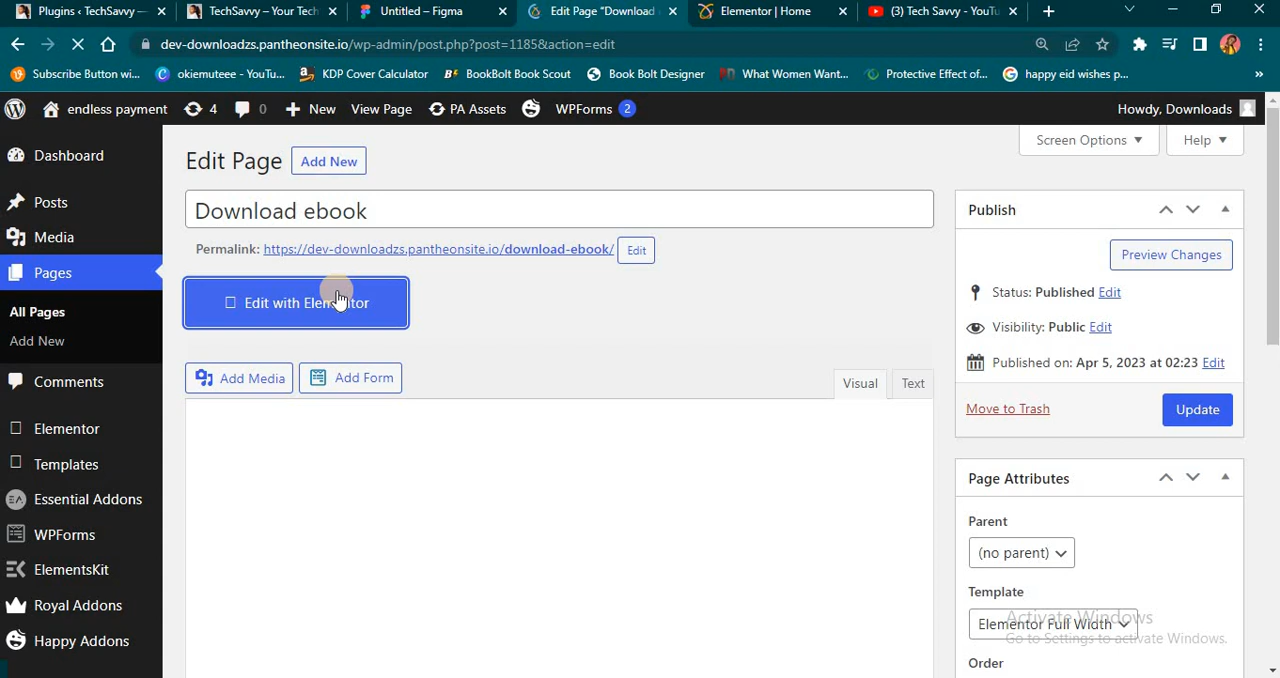 Plugins ‹ TechSavvy —
TechSavvy – Your Tech
Untitled – Figma
Edit Page "Download
Elementor | Home
(3) Tech Savvy - YouTu
dev-downloadzs.pantheonsite.io/wp-admin/post.php?post=1185&action=edit
Subscribe Button wi...
okiemuteee - YouTu...
KDP Cover Calculator
BookBolt Book Scout
Book Bolt Designer
What Women Want...
Protective Effect of...
happy eid wishes p...
endless payment
4
0
New
View Page
PA Assets
WPForms 2
Howdy, Downloads
Dashboard
Posts
Media
Pages
All Pages
Add New
Comments
Elementor
Templates
Essential Addons
WPForms
ElementsKit
Royal Addons
Happy Addons
Screen Options
Help
Edit Page
Add New
Download ebook
Permalink: https://dev-downloadzs.pantheonsite.io/download-ebook/ Edit
Edit with Elementor
Add Media
Add Form
Visual
Text
Publish
Preview Changes
Status: Published Edit
Visibility: Public Edit
Published on: Apr 5, 2023 at 02:23 Edit
Move to Trash
Update
Page Attributes
Parent
(no parent)
Template
Elementor Full Width
Activate Windows
Go to Settings to activate Windows.
Order